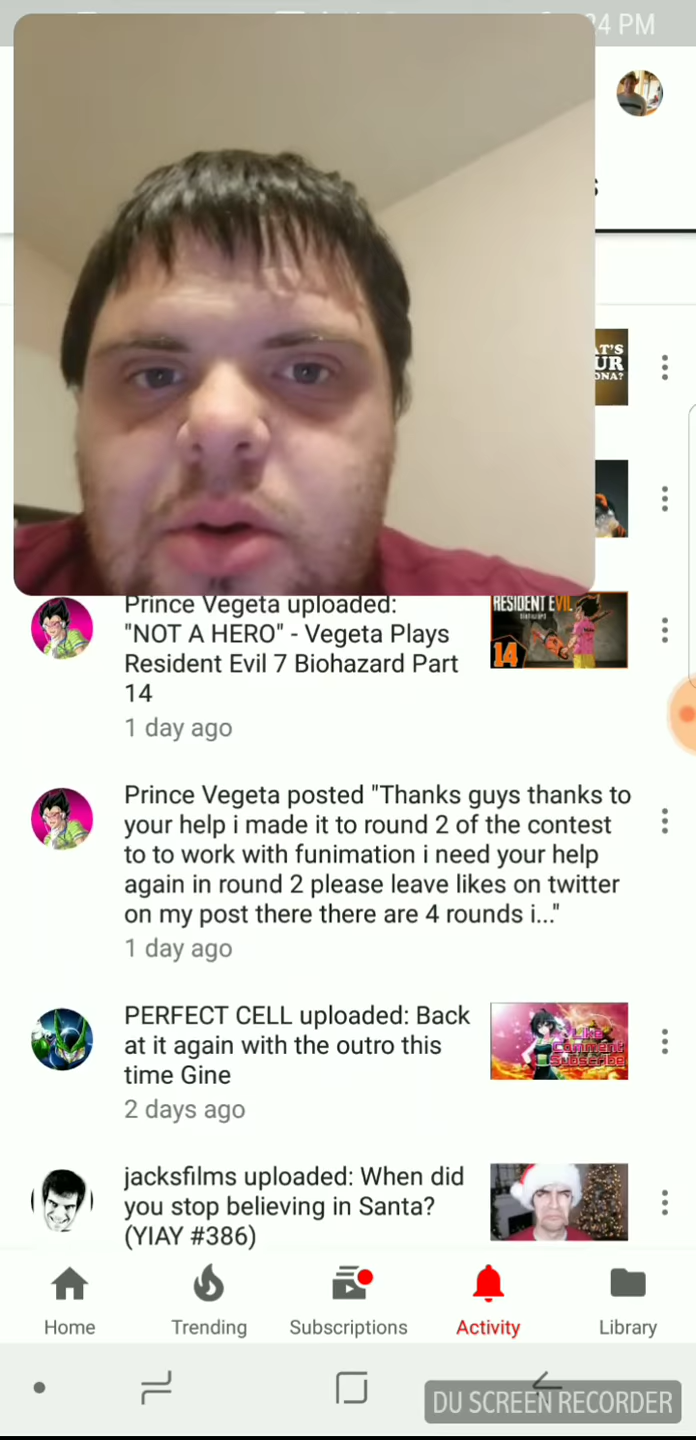 4 PM
RESIDENT EVIL
14
Prince Vegeta uploaded:
"NOT A HERO" - Vegeta Plays
Resident Evil 7 Biohazard Part
14
1 day ago
Prince Vegeta posted "Thanks guys thanks to
your help i made it to round 2 of the contest
to to work with funimation i need your help
again in round 2 please leave likes on twitter
on my post there there are 4 rounds i..."
1 day ago
PERFECT CELL uploaded: Back
at it again with the outro this
time Gine
2 days ago
Like
Comment
Subscribe
jacksfilms uploaded: When did
you stop believing in Santa?
(YIAY #386)
Home
Trending
Subscriptions
Activity
Library
DU SCREEN RECORDER